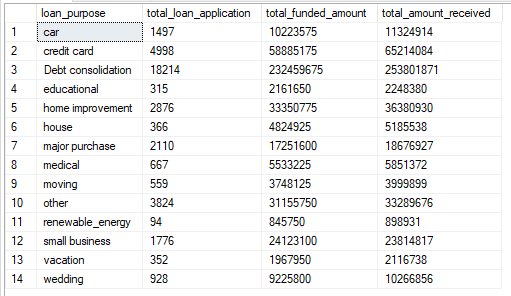 loan_purpose total_loan_application total_funded_amount total_amount_received
1 car 1497 10223575 11324914
2 credit card 4998 58885175 65214084
3 Debt consolidation 18214 232459675 253801871
4 educational 315 2161650 2248380
5 home improvement 2876 33350775 36380930
6 house 366 4824925 5185538
7 major purchase 2110 17251600 18676927
8 medical 667 5533225 5851372
9 moving 559 3748125 3999899
10 other 3824 31155750 33289676
11 renewable_energy 94 845750 898931
12 small business 1776 24123100 23814817
13 vacation 352 1967950 2116738
14 wedding 928 9225800 10266856